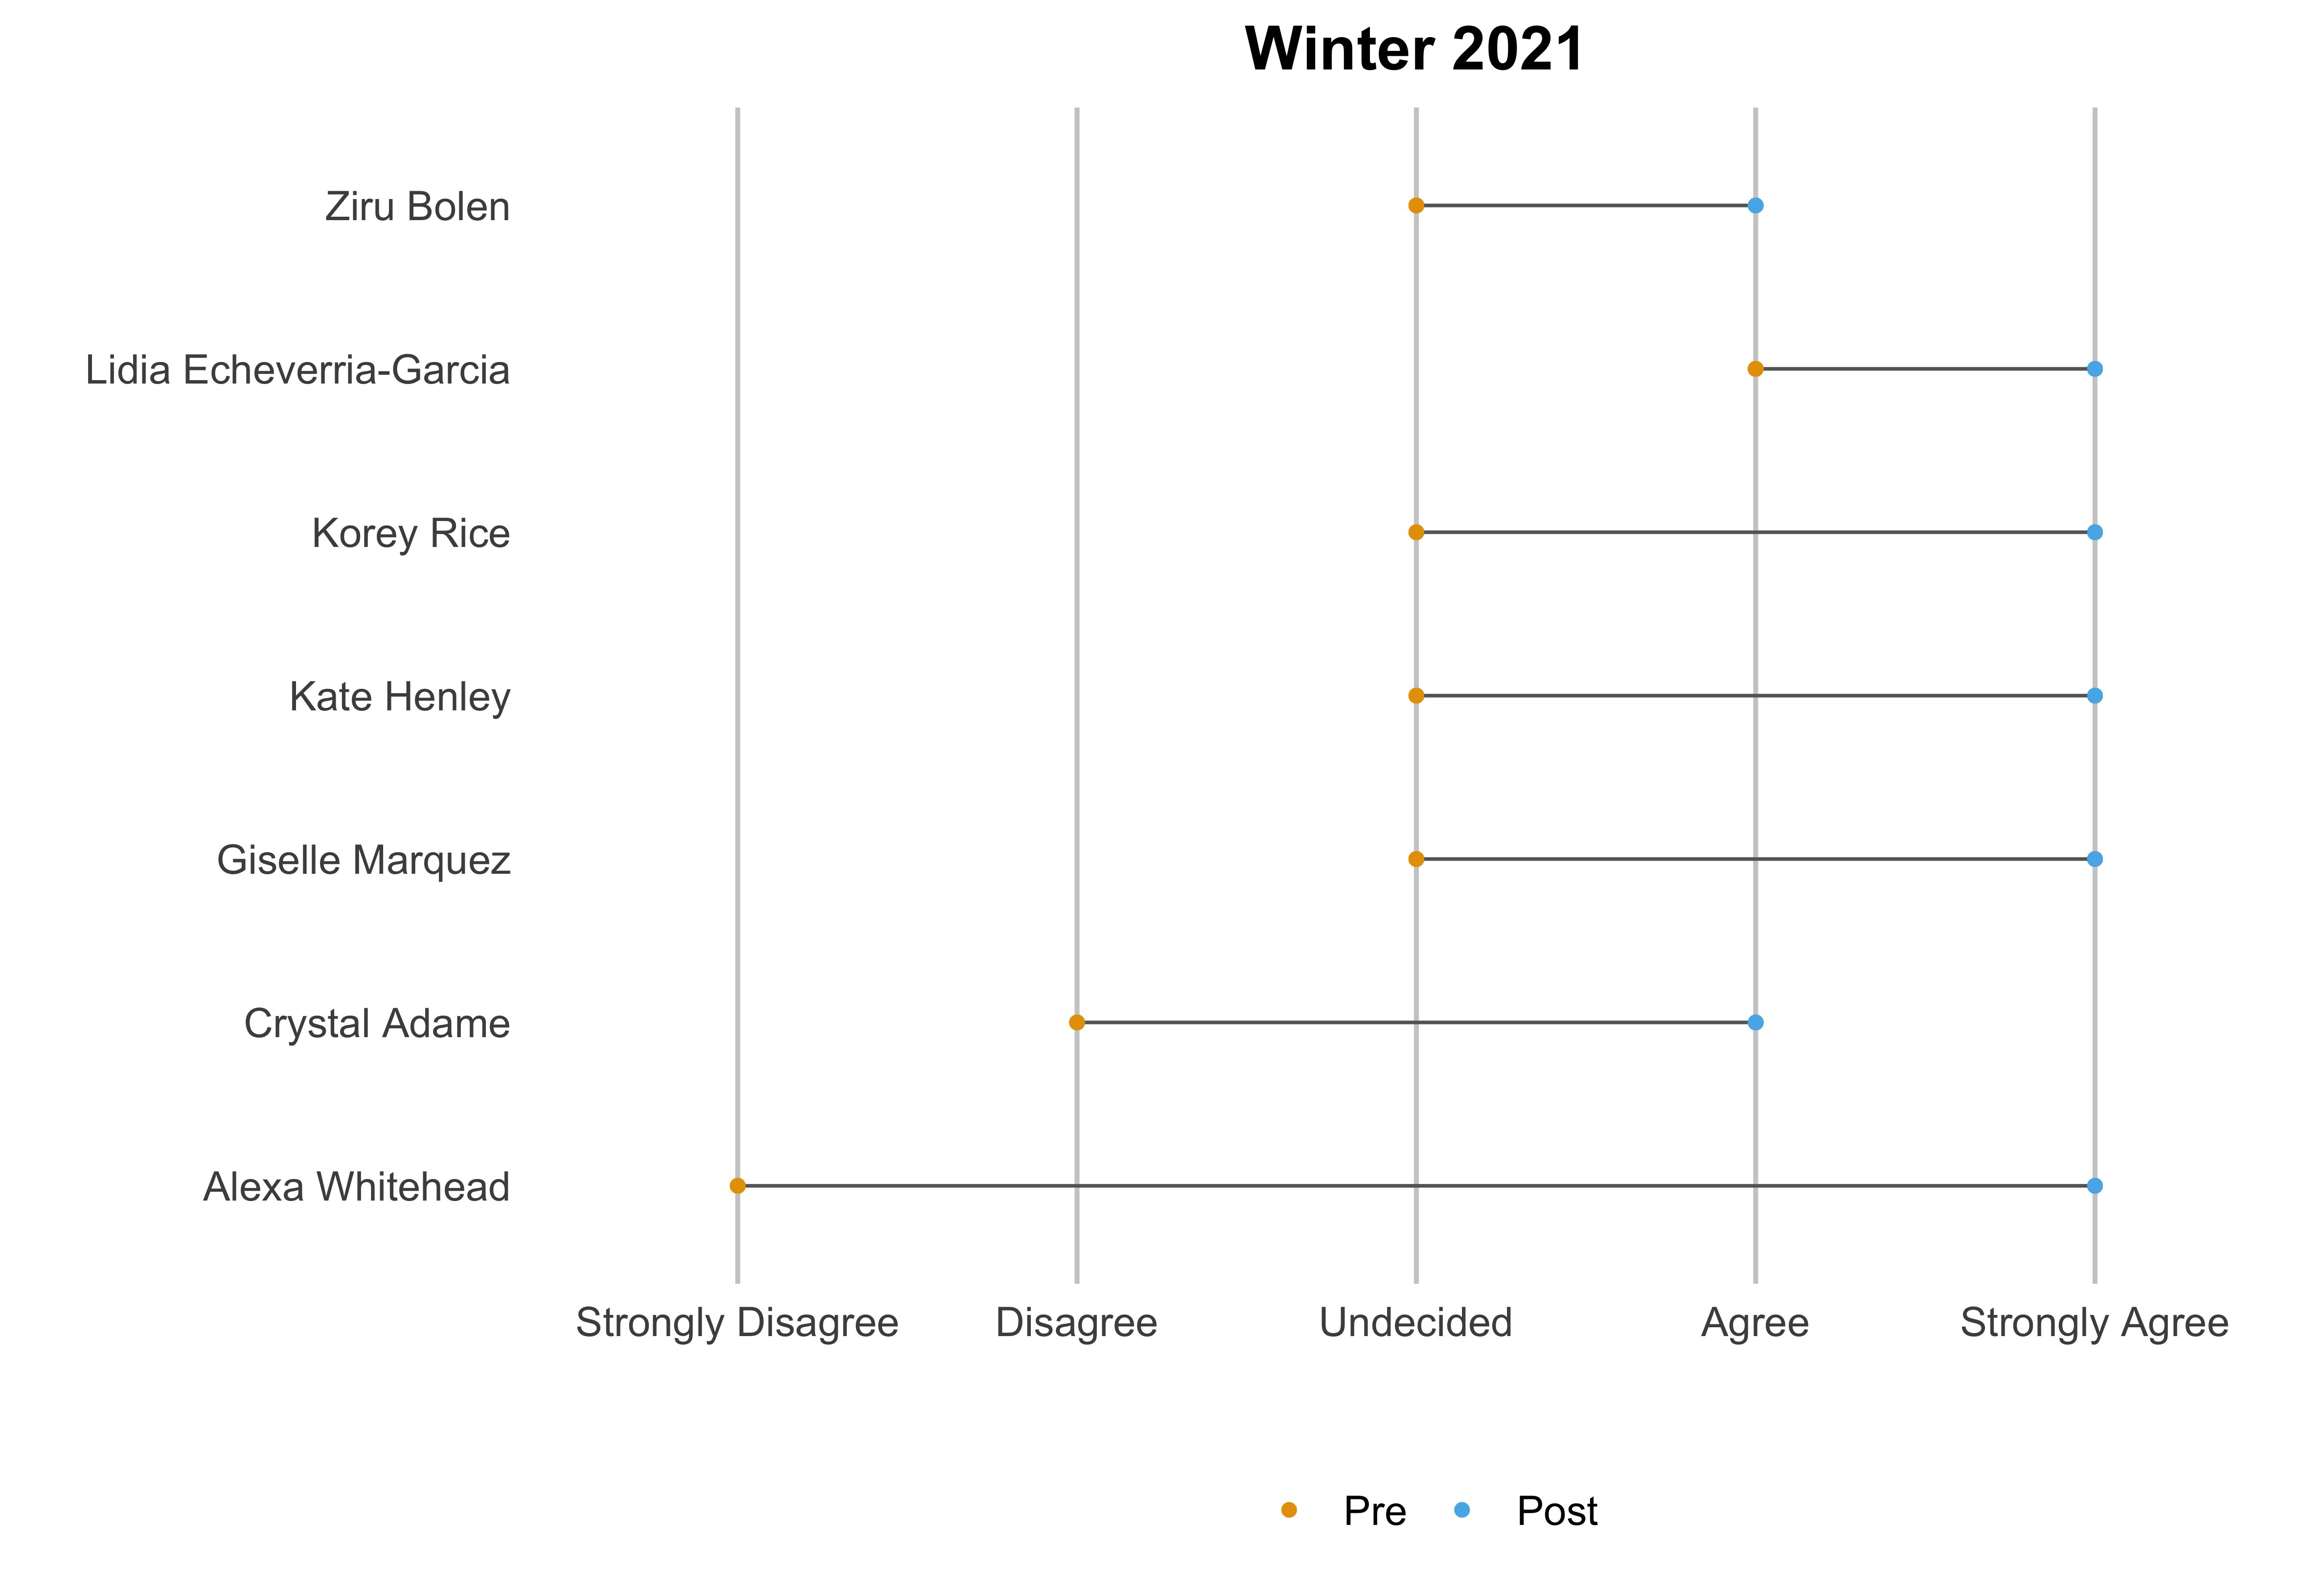 Winter 2021
Ziru Bolen
Lidia Echeverria-Garcia
Korey Rice
Kate Henley
Giselle Marquez
Crystal Adame
Alexa Whitehead
Strongly Disagree Disagree Undecided Agree Strongly Agree
Pre Post